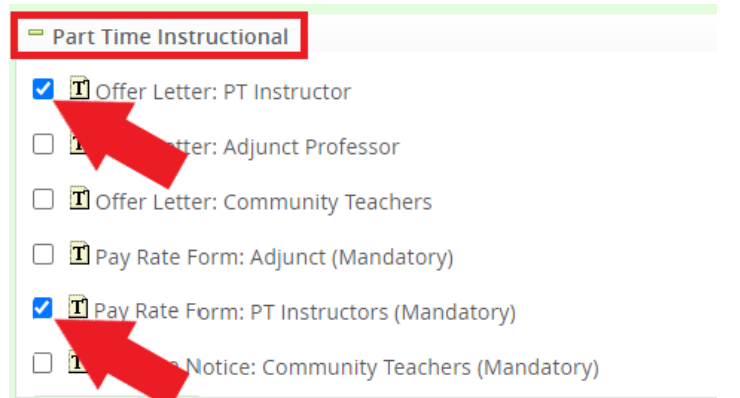 Part Time Instructional
T Offer Letter: PT Instructor
T tter: Adjunct Professor
T Offer Letter: Community Teachers
T Pay Rate Form: Adjunct (Mandatory)
T Pay Rate Form: PT Instructors (Mandatory)
T Notice: Community Teachers (Mandatory)